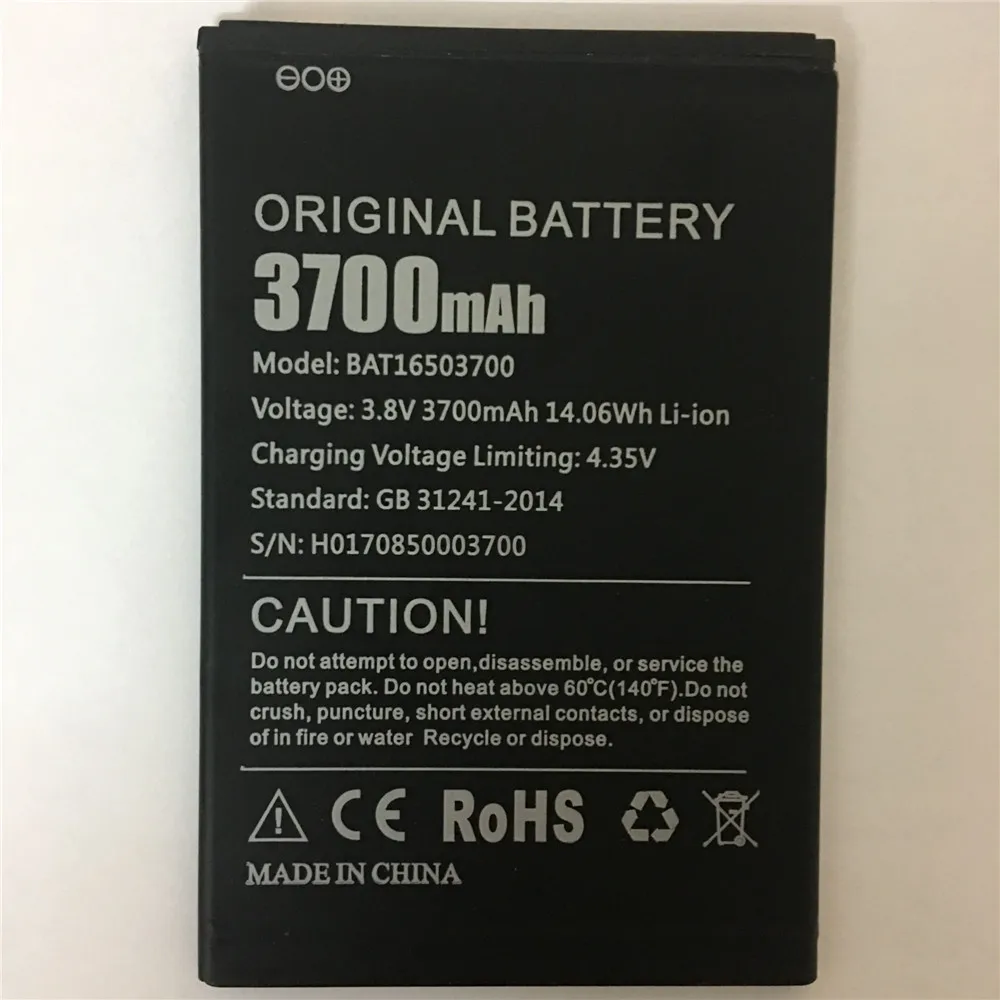 ORIGINAL BATTERY
3700mAh
Model: BAT16503700
Voltage: 3.8V 3700mAh 14.06Wh Li-ion
Charging Voltage Limiting: 4.35V
Standard: GB 31241-2014
S/N: H0170850003700
CAUTION!
Do not attempt to open,disassemble, or service the
battery pack. Do not heat above 60°C(140°F).Do not
crush, puncture, short external contacts, or dispose
of in fire or water Recycle or dispose.
CE RoHS
MADE IN CHINA